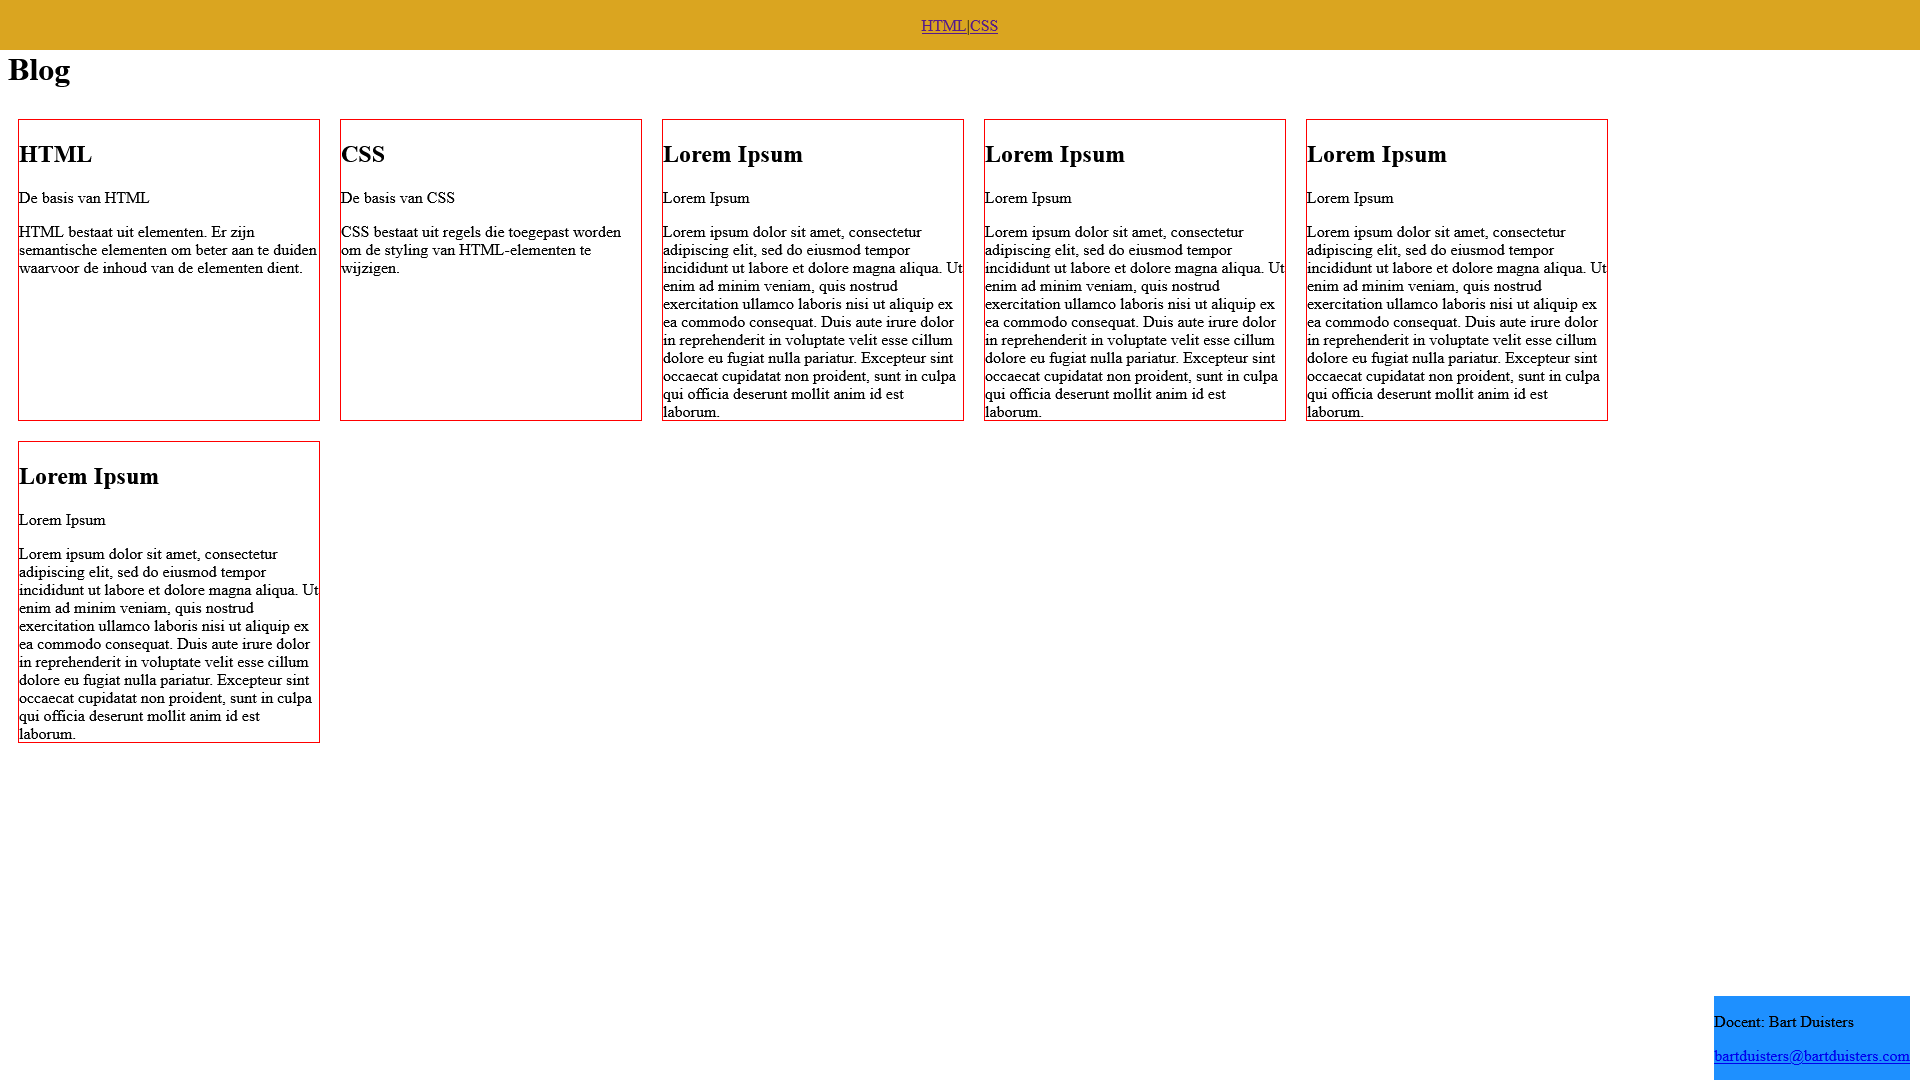 HTML|CSS
Blog
HTML
De basis van HTML
HTML bestaat uit elementen. Er zijn
semantische elementen om beter aan te duiden
waarvoor de inhoud van de elementen dient.
CSS
De basis van CSS
CSS bestaat uit regels die toegepast worden
om de styling van HTML-elementen te
wijzigen.
Lorem Ipsum
Lorem Ipsum
Lorem ipsum dolor sit amet, consectetur
adipiscing elit, sed do eiusmod tempor
incididunt ut labore et dolore magna aliqua. Ut
enim ad minim veniam, quis nostrud
exercitation ullamco laboris nisi ut aliquip ex
ea commodo consequat. Duis aute irure dolor
in reprehenderit in voluptate velit esse cillum
dolore eu fugiat nulla pariatur. Excepteur sint
occaecat cupidatat non proident, sunt in culpa
qui officia deserunt mollit anim id est
laborum.
Lorem Ipsum
Lorem Ipsum
Lorem ipsum dolor sit amet, consectetur
adipiscing elit, sed do eiusmod tempor
incididunt ut labore et dolore magna aliqua. Ut
enim ad minim veniam, quis nostrud
exercitation ullamco laboris nisi ut aliquip ex
ea commodo consequat. Duis aute irure dolor
in reprehenderit in voluptate velit esse cillum
dolore eu fugiat nulla pariatur. Excepteur sint
occaecat cupidatat non proident, sunt in culpa
qui officia deserunt mollit anim id est
laborum.
Lorem Ipsum
Lorem Ipsum
Lorem ipsum dolor sit amet, consectetur
adipiscing elit, sed do eiusmod tempor
incididunt ut labore et dolore magna aliqua. Ut
enim ad minim veniam, quis nostrud
exercitation ullamco laboris nisi ut aliquip ex
ea commodo consequat. Duis aute irure dolor
in reprehenderit in voluptate velit esse cillum
dolore eu fugiat nulla pariatur. Excepteur sint
occaecat cupidatat non proident, sunt in culpa
qui officia deserunt mollit anim id est
laborum.
Lorem Ipsum
Lorem Ipsum
Lorem ipsum dolor sit amet, consectetur
adipiscing elit, sed do eiusmod tempor
incididunt ut labore et dolore magna aliqua. Ut
enim ad minim veniam, quis nostrud
exercitation ullamco laboris nisi ut aliquip ex
ea commodo consequat. Duis aute irure dolor
in reprehenderit in voluptate velit esse cillum
dolore eu fugiat nulla pariatur. Excepteur sint
occaecat cupidatat non proident, sunt in culpa
qui officia deserunt mollit anim id est
laborum.
Docent: Bart Duisters
bartduisters@bartduisters.com